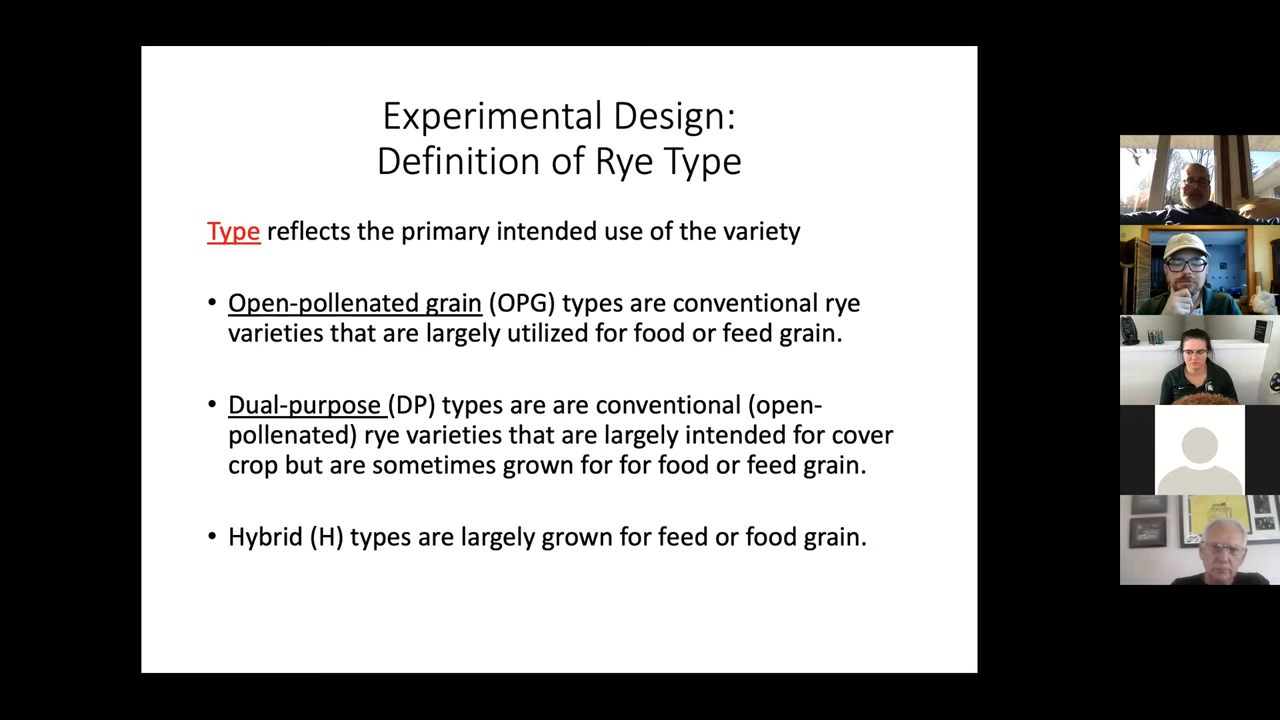 Experimental Design:
Definition of Rye Type
Type reflects the primary intended use of the variety
• Open-pollenated grain (OPG) types are conventional rye
varieties that are largely utilized for food or feed grain.
• Dual-purpose (DP) types are are conventional (open-
pollenated) rye varieties that are largely intended for cover
crop but are sometimes grown for for food or feed grain.
• Hybrid (H) types are largely grown for feed or food grain.